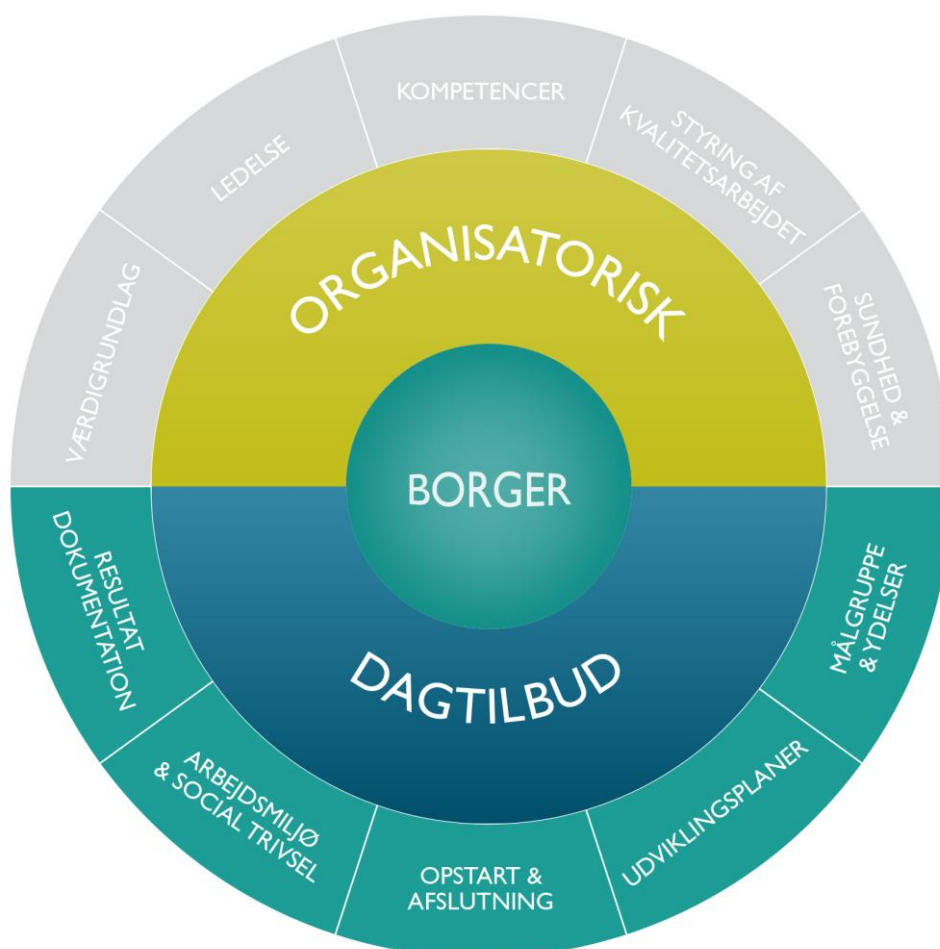 KOMPETENCER
STYRING AF
KVALITETSARBEJDET
SUNDHED &
FOREBYGGELSE
MÅLGRUPPE
& YDELSER
UDVIKLINGSPLANER
OPSTART &
AFSLUTNING
ARBEJDSMILJØ
& SOCIAL TRIVSEL
RESULTAT
DOKUMENTATION
VÆRDIGRUNDLAG
LEDELSE
ORGANISATORISK
BORGER
DAGTILBUD